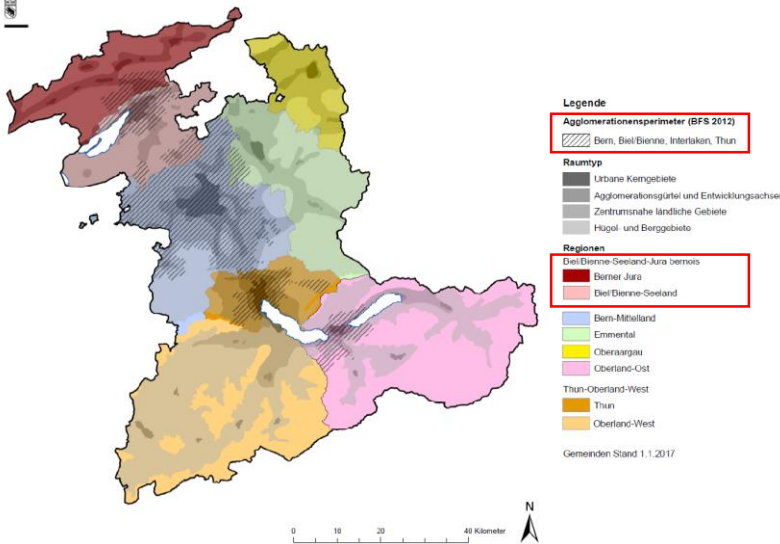 Legende
Agglomerationensperimeter (BFS 2012)
Bern, Biel/Bienne, Interlaken, Thun
Raumtyp
Urbane Kerngebiete
Agglomerationsgürtel und Entwicklungsachse
Zentrumsnahe ländliche Gebiete
Hügel- und Berggebiete
Regionen
Biel/Bienne-Seeland-Jura bernois
Berner Jura
Biel/Bienne-Seeland
Bern-Mittelland
Emmental
Oberaargau
Oberland-Ost
Thun-Oberland-West
Thun
Oberland-West
Gemeinden Stand 1.1.2017
N
0 10 20 40 Kilometer